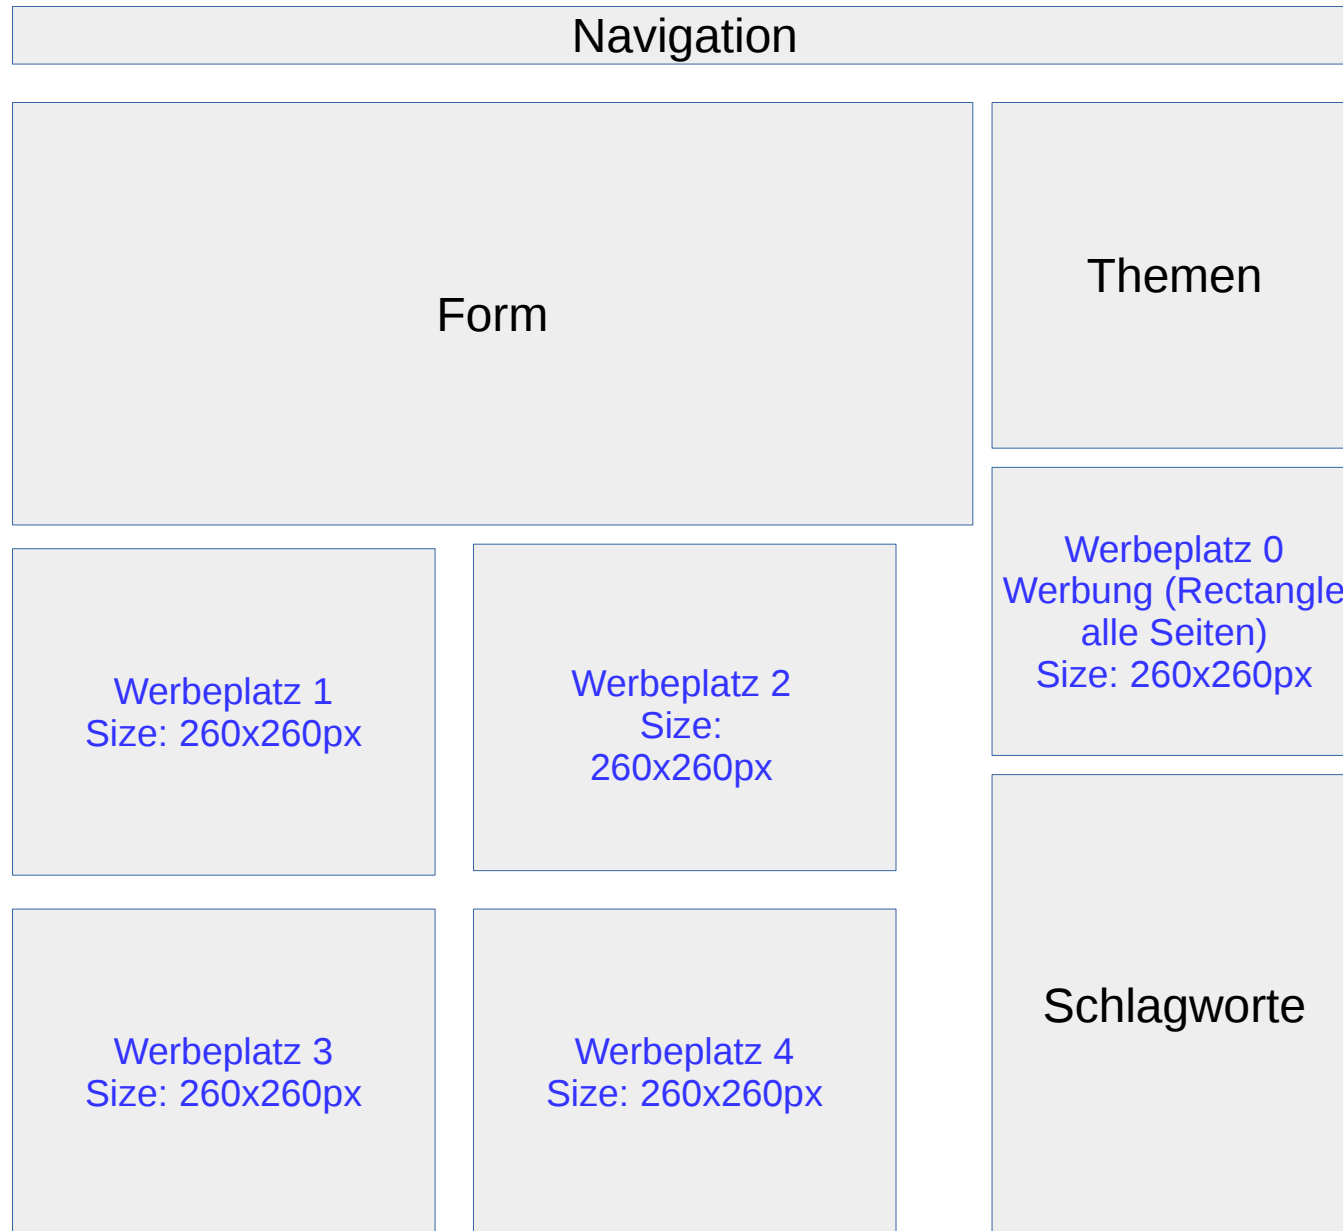 Navigation
Form
Themen
Werbeplatz 0
Werbung (Rectangle
alle Seiten)
Size: 260x260px
Werbeplatz 1
Size: 260x260px
Werbeplatz 2
Size:
260x260px
Werbeplatz 3
Size: 260x260px
Werbeplatz 4
Size: 260x260px
Schlagworte